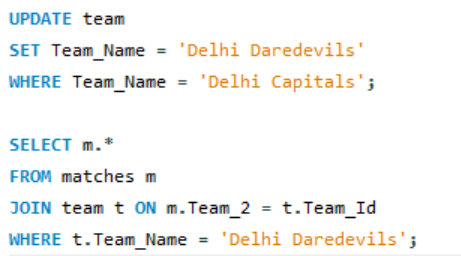 UPDATE team
SET Team_Name = 'Delhi Daredevils'
WHERE Team_Name = 'Delhi Capitals';
SELECT m.*
FROM matches m
JOIN team t ON m.Team_2 = t.Team_Id
WHERE t.Team_Name = 'Delhi Daredevils';